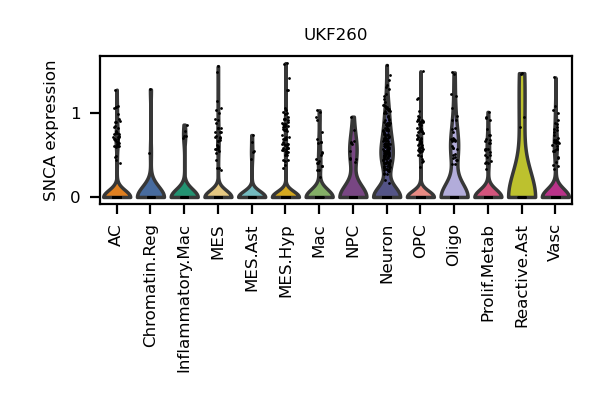 UKF260
SNCA expression
1
0
AC
Chromatin.Reg
Inflammatory.Mac
MES
MES.Ast
MES.Hyp
Mac
NPC
Neuron
OPC
Oligo
Prolif.Metab
Reactive.Ast
Vasc